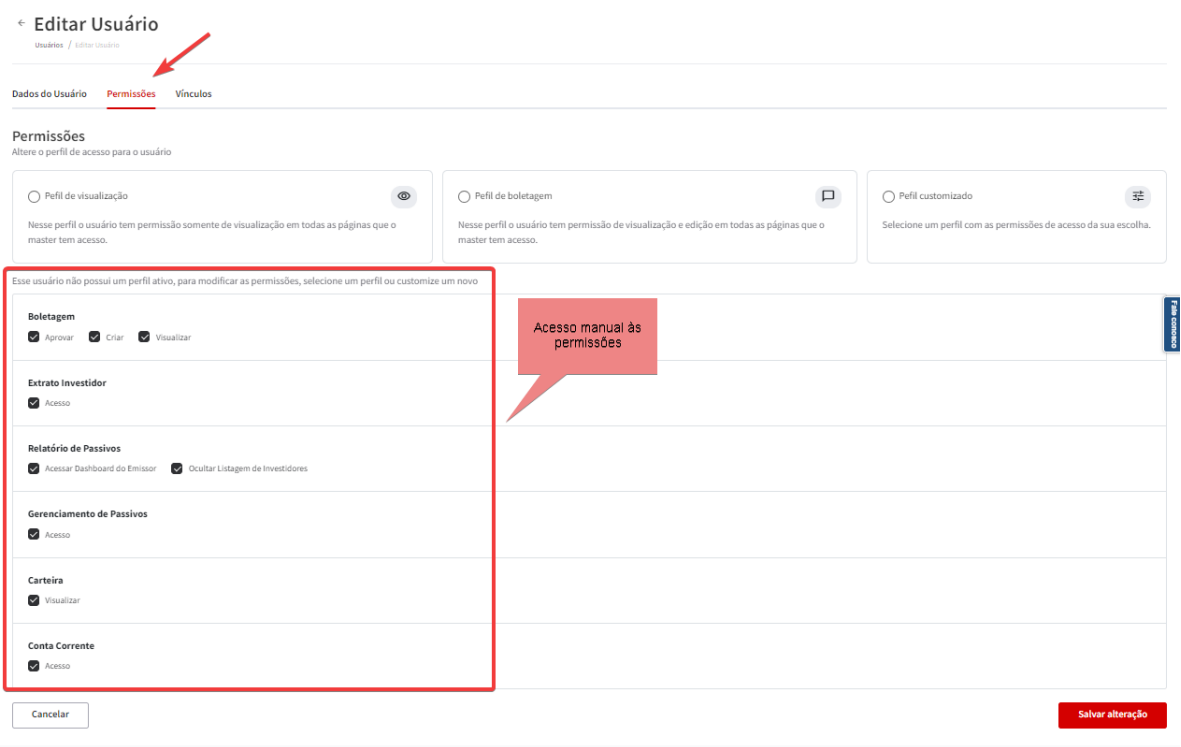 ← Editar Usuário
Usuários / Editar Usuário
Dados do Usuário Permissões Vínculos
Permissões
Altere o perfil de acesso para o usuário
Pefil de visualização
Nesse perfil o usuário tem permissão somente de visualização em todas as páginas que o
master tem acesso.
Pefil de boletagem
Nesse perfil o usuário tem permissão de visualização e edição em todas as páginas que o
master tem acesso.
Pefil customizado
Selecione um perfil com as permissões de acesso da sua escolha.
Esse usuário não possui um perfil ativo, para modificar as permissões, selecione um perfil ou customize um novo
Boletagem
Aprovar Criar Visualizar
Acesso manual às
permissões
Fale conosco
Extrato Investidor
Acesso
Relatório de Passivos
Acessar Dashboard do Emissor Ocultar Listagem de Investidores
Gerenciamento de Passivos
Acesso
Carteira
Visualizar
Conta Corrente
Acesso
Cancelar Salvar alteração